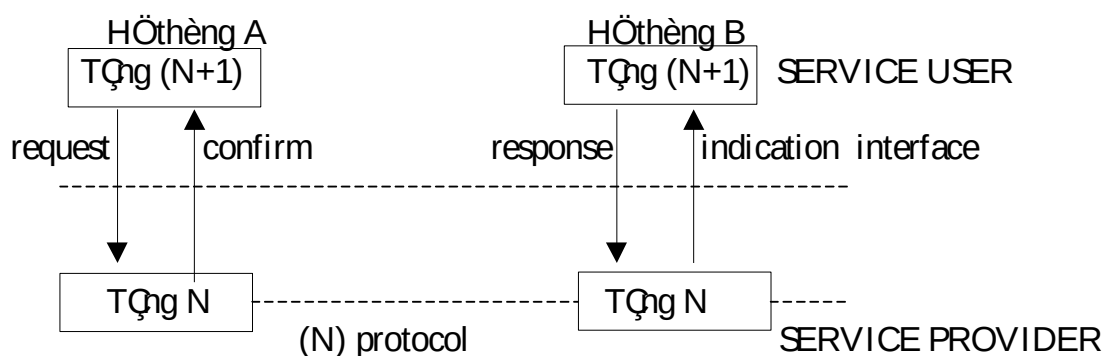 HÖthèng A HÖthèng B
TÇng (N+1) TÇng (N+1) SERVICE USER
request confirm response indication interface
TÇng N TÇng N
(N) protocol SERVICE PROVIDER